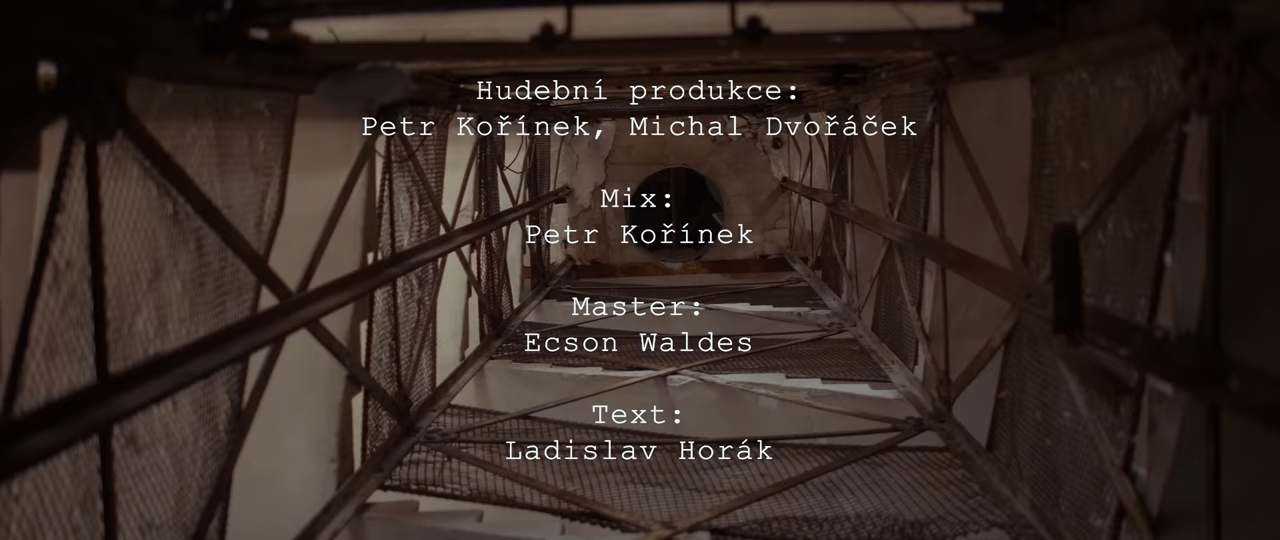 Hudební produkce:
Petr Kořínek, Michal Dvořáček
Mix:
Petr Kořínek
Master:
Ecson Waldes
Text:
Ladislav Horák